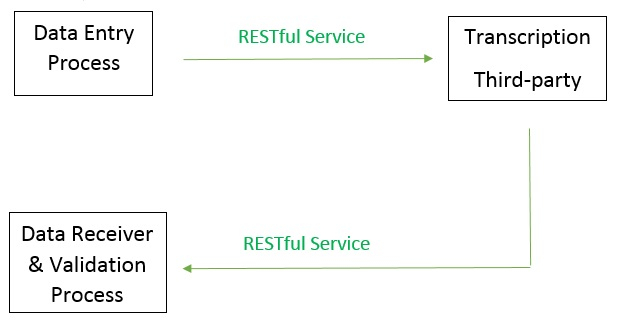 Data Entry
Process
RESTful Service
Transcription
Third-party
RESTful Service
Data Receiver
& Validation
Process